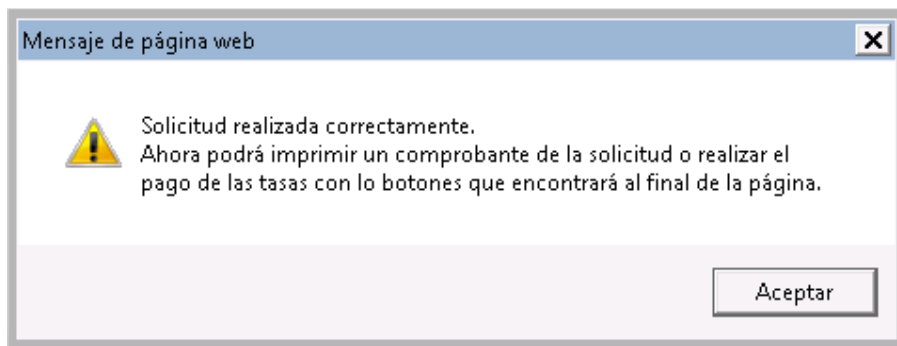 Mensaje de página web
Solicitud realizada correctamente.
Ahora podrá imprimir un comprobante de la solicitud o realizar el
pago de las tasas con lo botones que encontrará al final de la página.
Aceptar